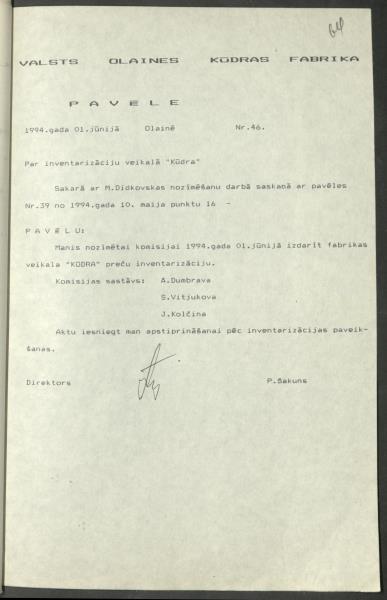 64
VALSTS OLAINES KŪDRAS FABRIKA
P A V Ē L E
1994.gada 01.jūnijā Olainē Nr.46.
Par inventarizāciju veikalā "Kūdra"
Sakarā ar M.Didkovskas nozīmēšanu darbā saskaņā ar pavēles
Nr.39 no 1994.gada 10. maija punktu 16 -
P A V Ē L U:
Manis nozīmētai komisijai 1994.gada 01.jūnijā izdarīt fabrikas
veikala "KŪDRA" preču inventarizāciju.
Komisijas sastāvs: A.Dumbrava
S.Vitjukova
J.Kolčina
Aktu iesniegt man apstiprināšanai pēc inventarizācijas paveik-
šanas.
Direktors P.Sakuns